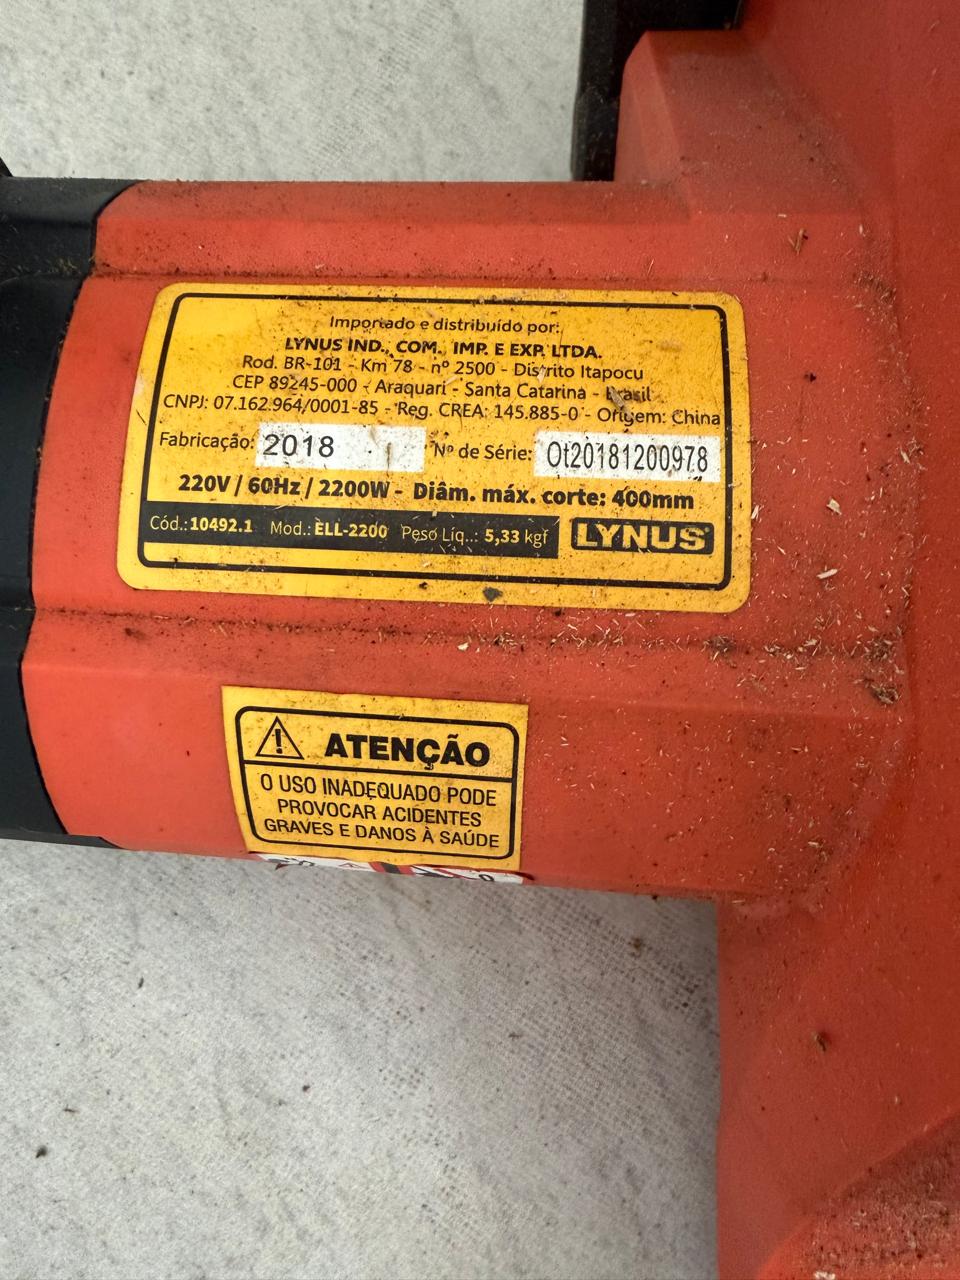 Importado e distribuído por:
LYNUS IND., COM., IMP. E EXP. LTDA.
Rod. BR-101 - Km 78 - nº 2500 - Distrito Itapocu
CEP 89245-000 - Araquari - Santa Catarina - Brasil
CNPJ: 07.162.964/0001-85 - Reg. CREA: 145.885-0 - Origem: China
Fabricação: 2018 Nº de Série: Ot20181200978
220V / 60Hz / 2200W - Diâm. máx. corte: 400mm
Cód.:10492.1 Mod.: ELL-2200 Peso Líq..: 5,33 kgf LYNUS
ATENÇÃO
O USO INADEQUADO PODE
PROVOCAR ACIDENTES
GRAVES E DANOS À SAÚDE